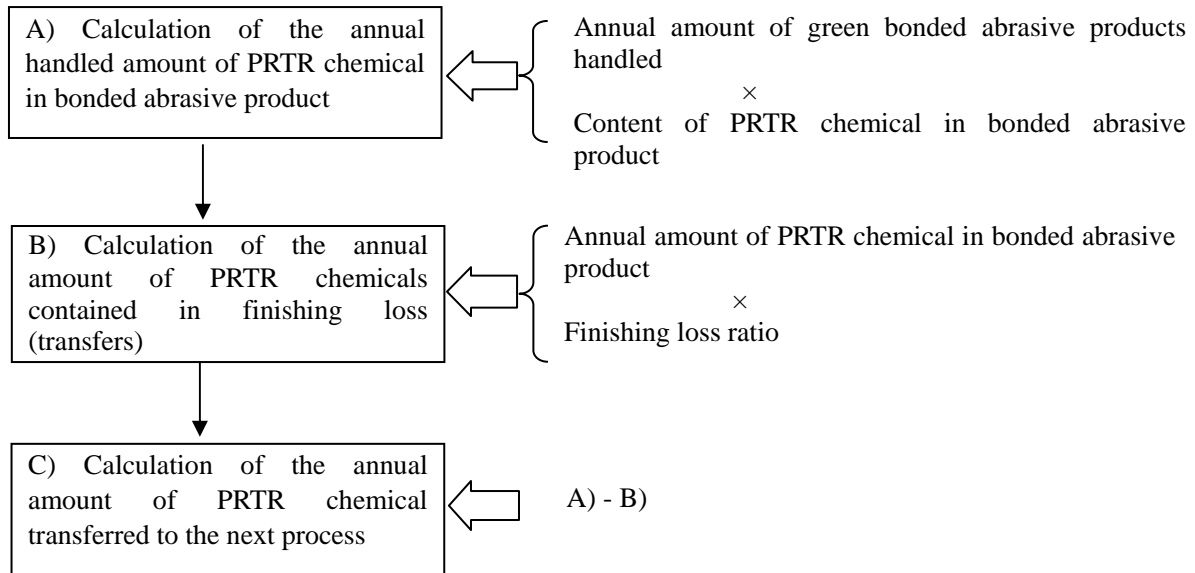 A) Calculation of the annual
handled amount of PRTR chemical
in bonded abrasive product
Annual amount of green bonded abrasive products
handled
×
Content of PRTR chemical in bonded abrasive
product
B) Calculation of the annual
amount of PRTR chemicals
contained in finishing loss
(transfers)
Annual amount of PRTR chemical in bonded abrasive
product
×
Finishing loss ratio
C) Calculation of the annual
amount of PRTR chemical
transferred to the next process
A) - B)